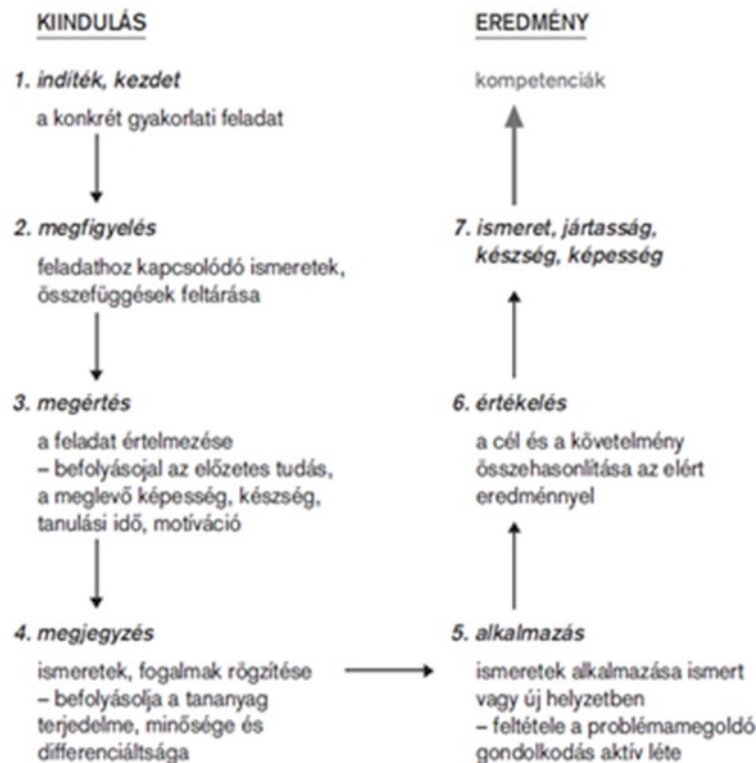 KIINDULÁS
1. indíték, kezdet
a konkrét gyakorlati feladat
2. megfigyelés
feladathoz kapcsolódó ismeretek,
összefüggések feltárása
3. megértés
a feladat értelmezése
– befolyásojal az előzetes tudás,
a meglevő képesség, készség,
tanulási idő, motíváció
4. megjegyzés
ismeretek, fogalmak rögzítése
– befolyásolja a tananyag
terjedelme, minősége és
differenciáltsága
EREDMÉNY
kompetenciák
7. ismeret, jártasság,
készség, képesség
6. értékelés
a cél és a követelmény
összehasonlítása az elért
eredménnyel
5. alkalmazás
ismeretek alkalmazása ismert
vagy új helyzetben
– feltétele a problémamegoldó
gondolkodás aktív léte